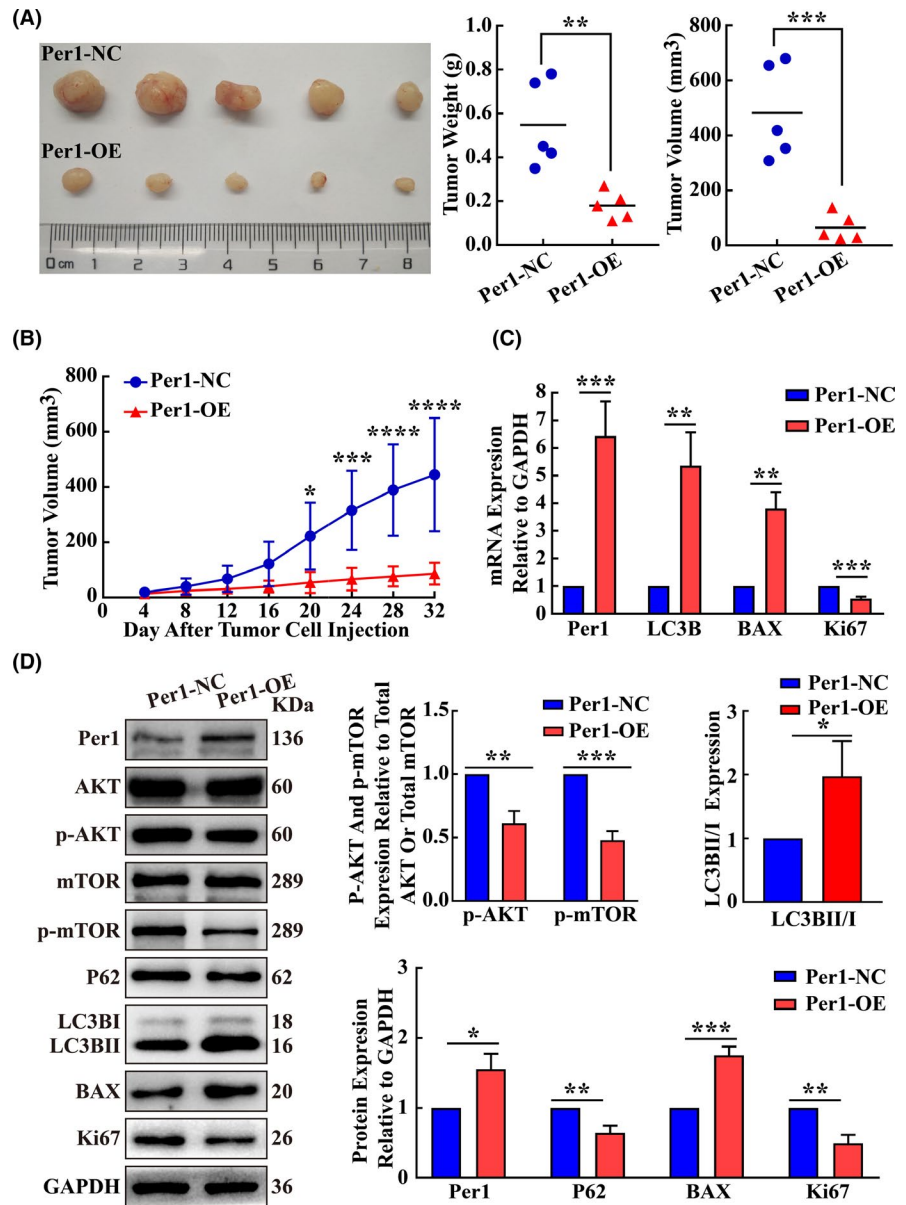 (A)
Per1-NC
Per1-OE
0 cm 1 2 3 4 5 6 7 8
Tumor Weight (g)
1.0
0.8
0.6
0.4
0.2
0.0
**
Per1-NC
Per1-OE
Tumor Volume (mm3)
800
600
400
200
0
***
Per1-NC
Per1-OE
(B)
Tumor Volume (mm3)
800
600
400
200
0
Per1-NC
Per1-OE
* *** **** ****
4 8 12 16 20 24 28 32
Day After Tumor Cell Injection
(C)
mRNA Expresion
Relative to GAPDH
8
7
6
5
4
3
2
1
0
Per1-NC
Per1-OE
*** ** ** ***
Per1 LC3B BAX Ki67
(D)
Per1-NC Per1-OE
KDa
Per1 136
AKT 60
p-AKT 60
mTOR 289
p-mTOR 289
P62 62
LC3BI 18
LC3BII 16
BAX 20
Ki67 26
GAPDH 36
P-AKT And p-mTOR
Expresion Relative to Total
AKT Or Total mTOR
1.5
1.0
0.5
0.0
Per1-NC
Per1-OE
** ***
p-AKT p-mTOR
LC3BII/I Expression
3
2
1
0
Per1-NC
Per1-OE
*
LC3BII/I
Protein Expresion
Relative to GAPDH
3
2
1
0
Per1-NC
Per1-OE
* ** *** **
Per1 P62 BAX Ki67